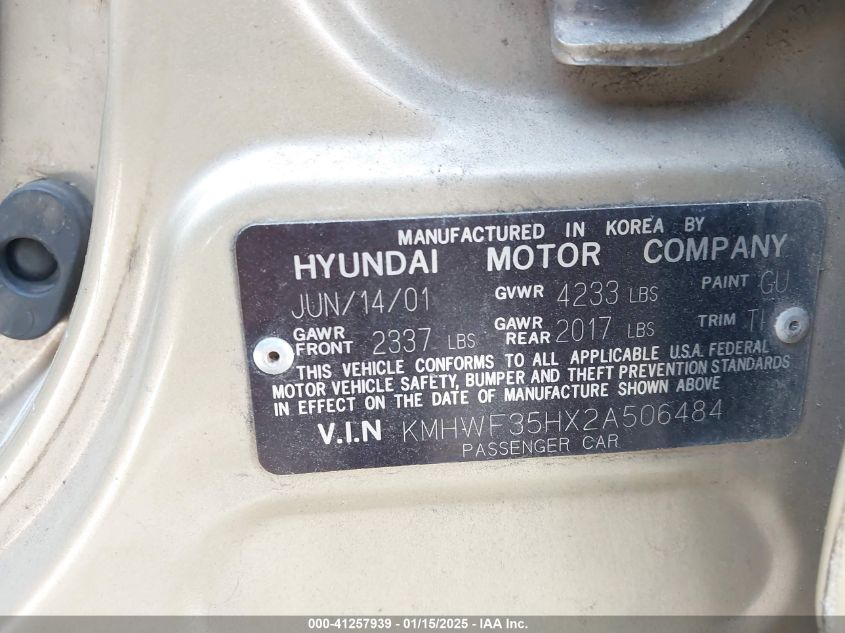 MANUFACTURED IN KOREA BY
HYUNDAI MOTOR COMPANY
JUN/14/01 GVWR 4233 LBS PAINT GU
GAWR FRONT 2337 LBS GAWR REAR 2017 LBS TRIM
THIS VEHICLE CONFORMS TO ALL APPLICABLE U.S.A. FEDERAL
MOTOR VEHICLE SAFETY, BUMPER AND THEFT PREVENTION STANDARDS
IN EFFECT ON THE DATE OF MANUFACTURE SHOWN ABOVE
V.I.N KMHWF35HX2A506484
PASSENGER CAR
000-41257939 - 01/15/2025 - IAA Inc.